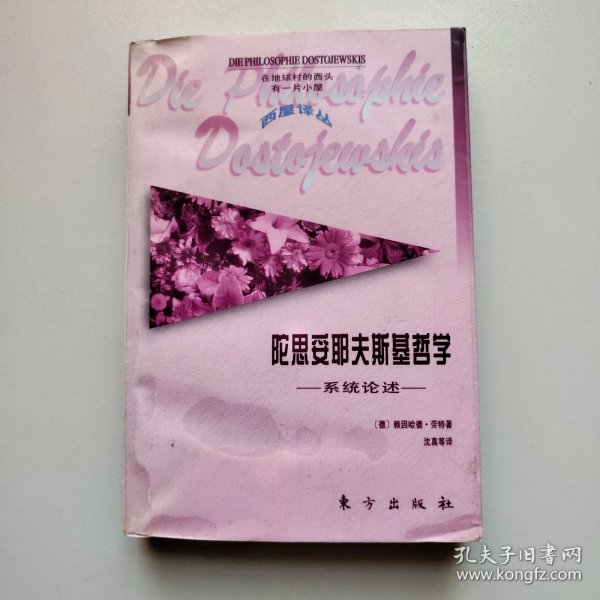 DIE PHILOSOPHIE DOSTOJEWSKIS
在地球村的西头
有一片小屋
Die Philosophie
西屋译丛
Dostojewskis
陀思妥耶夫斯基哲学
——系统论述——
〔德〕赖因哈德·劳特著
沈真等译
東方出版社
孔夫子旧书网
www.kongfz.com